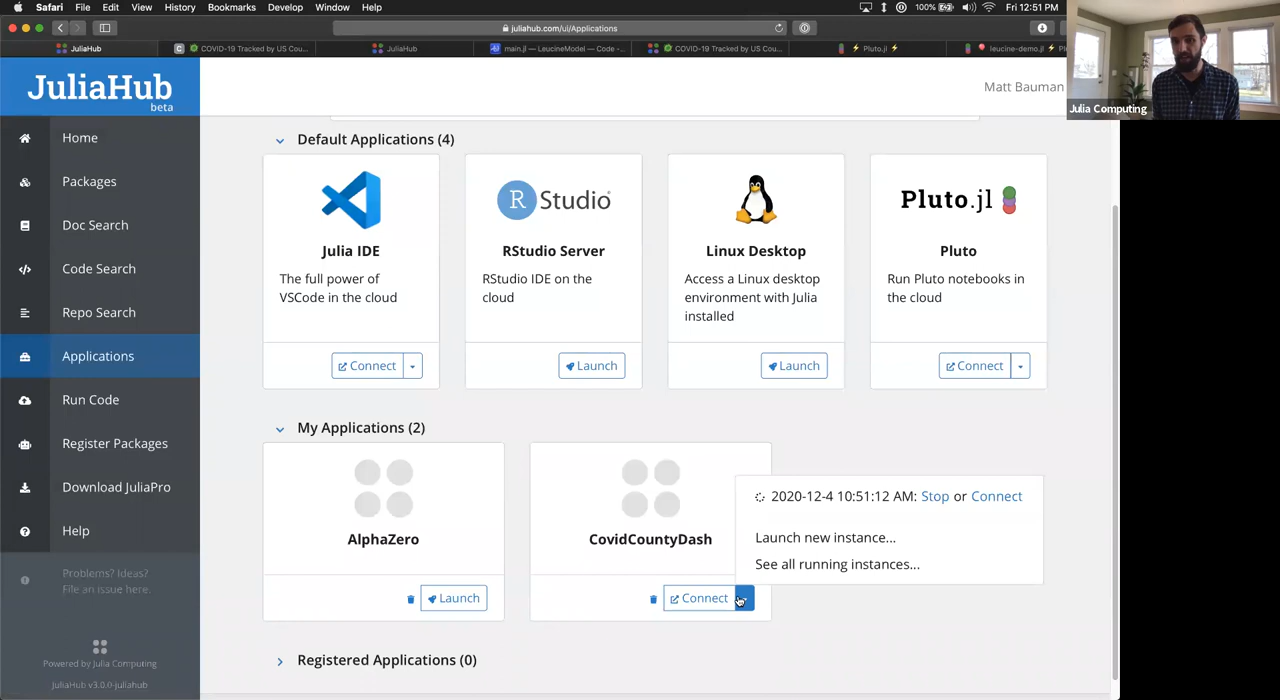 Safari File Edit View History Bookmarks Develop Window Help 100% Fri 12:51 PM
juliahub.com/ui/Applications
JuliaHub
COVID-19 Tracked by US Cou...
JuliaHub
main.jl — LeucineModel — Code -...
COVID-19 Tracked by US Cou...
Pluto.jl
leucine-demo.jl
Julia Computing
JuliaHub
beta
Matt Bauman
Home
Packages
Doc Search
Code Search
Repo Search
Applications
Run Code
Register Packages
Download JuliaPro
Help
Problems? Ideas?
File an issue here.
Powered by Julia Computing
JuliaHub v3.0.0-juliahub
Default Applications (4)
Julia IDE
The full power of
VSCode in the cloud
Connect
R Studio
RStudio Server
RStudio IDE on the
cloud
Launch
Linux Desktop
Access a Linux desktop
environment with Julia
installed
Launch
Pluto.jl
Pluto
Run Pluto notebooks in
the cloud
Connect
My Applications (2)
AlphaZero
Launch
CovidCountyDash
Connect
2020-12-4 10:51:12 AM: Stop or Connect
Launch new instance...
See all running instances...
Registered Applications (0)